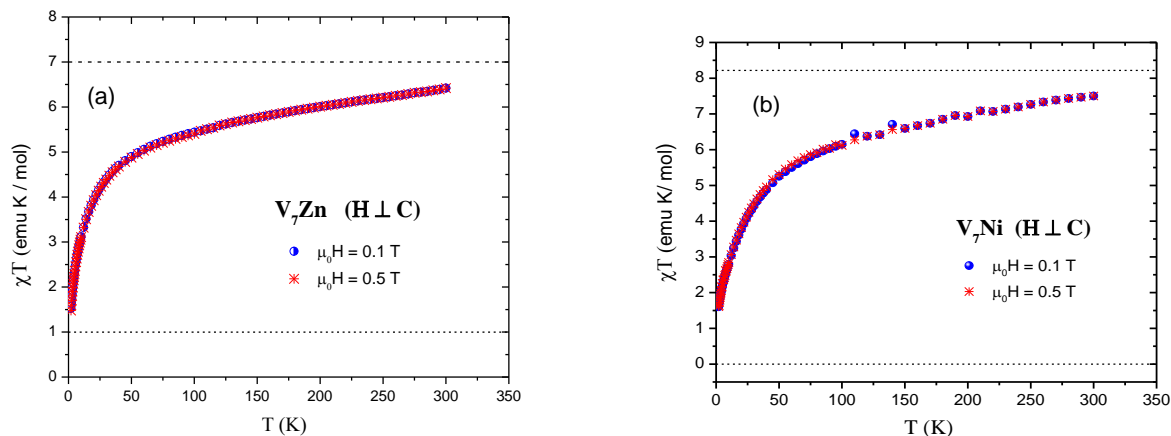 8
7
6
5
4
3
2
1
0
χT (emu K / mol)
(a)
V₇Zn (H ⊥ C)
μ₀H = 0.1 T
μ₀H = 0.5 T
0 50 100 150 200 250 300 350
T (K)
9
8
7
6
5
4
3
2
1
0
χT (emu K/ mol)
(b)
V₇Ni (H ⊥ C)
μ₀H = 0.1 T
μ₀H = 0.5 T
0 50 100 150 200 250 300 350
T (K)